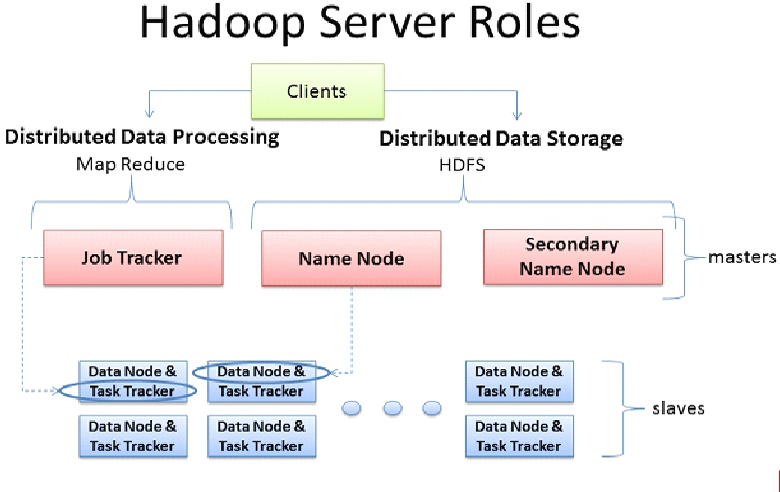 Hadoop Server Roles
Clients
Distributed Data Processing
Map Reduce
Distributed Data Storage
HDFS
Job Tracker
Name Node
Secondary
Name Node
masters
Data Node &
Task Tracker
Data Node &
Task Tracker
Data Node &
Task Tracker
Data Node &
Task Tracker
Data Node &
Task Tracker
Data Node &
Task Tracker
slaves